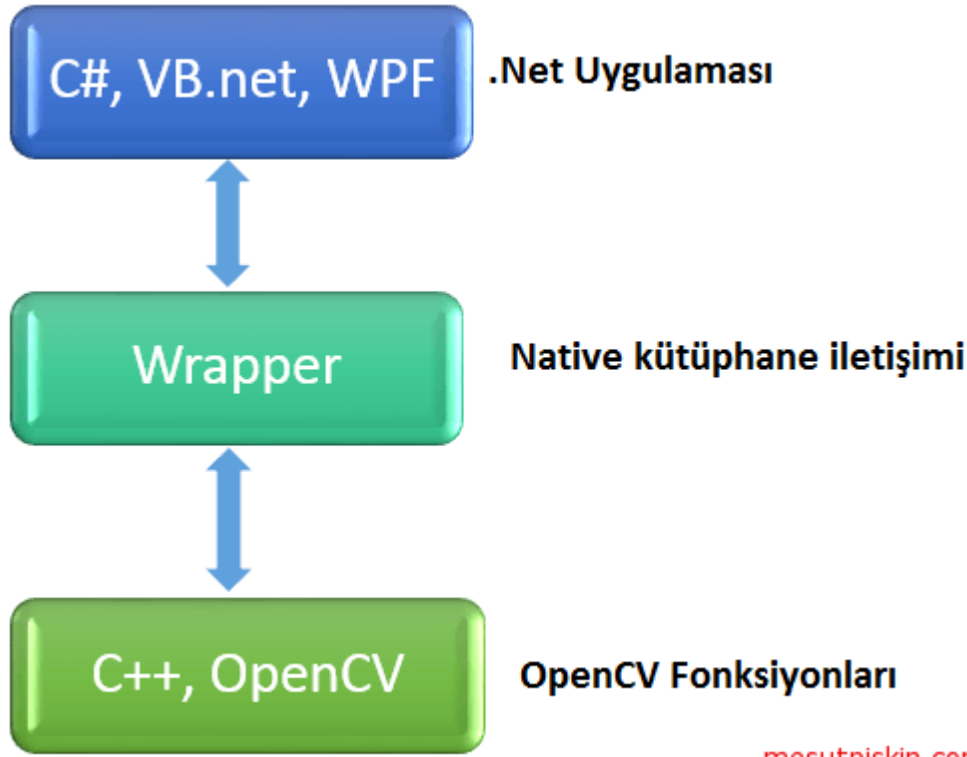 C#, VB.net, WPF
.Net Uygulaması
Wrapper
Native kütüphane iletişimi
C++, OpenCV
OpenCV Fonksiyonları